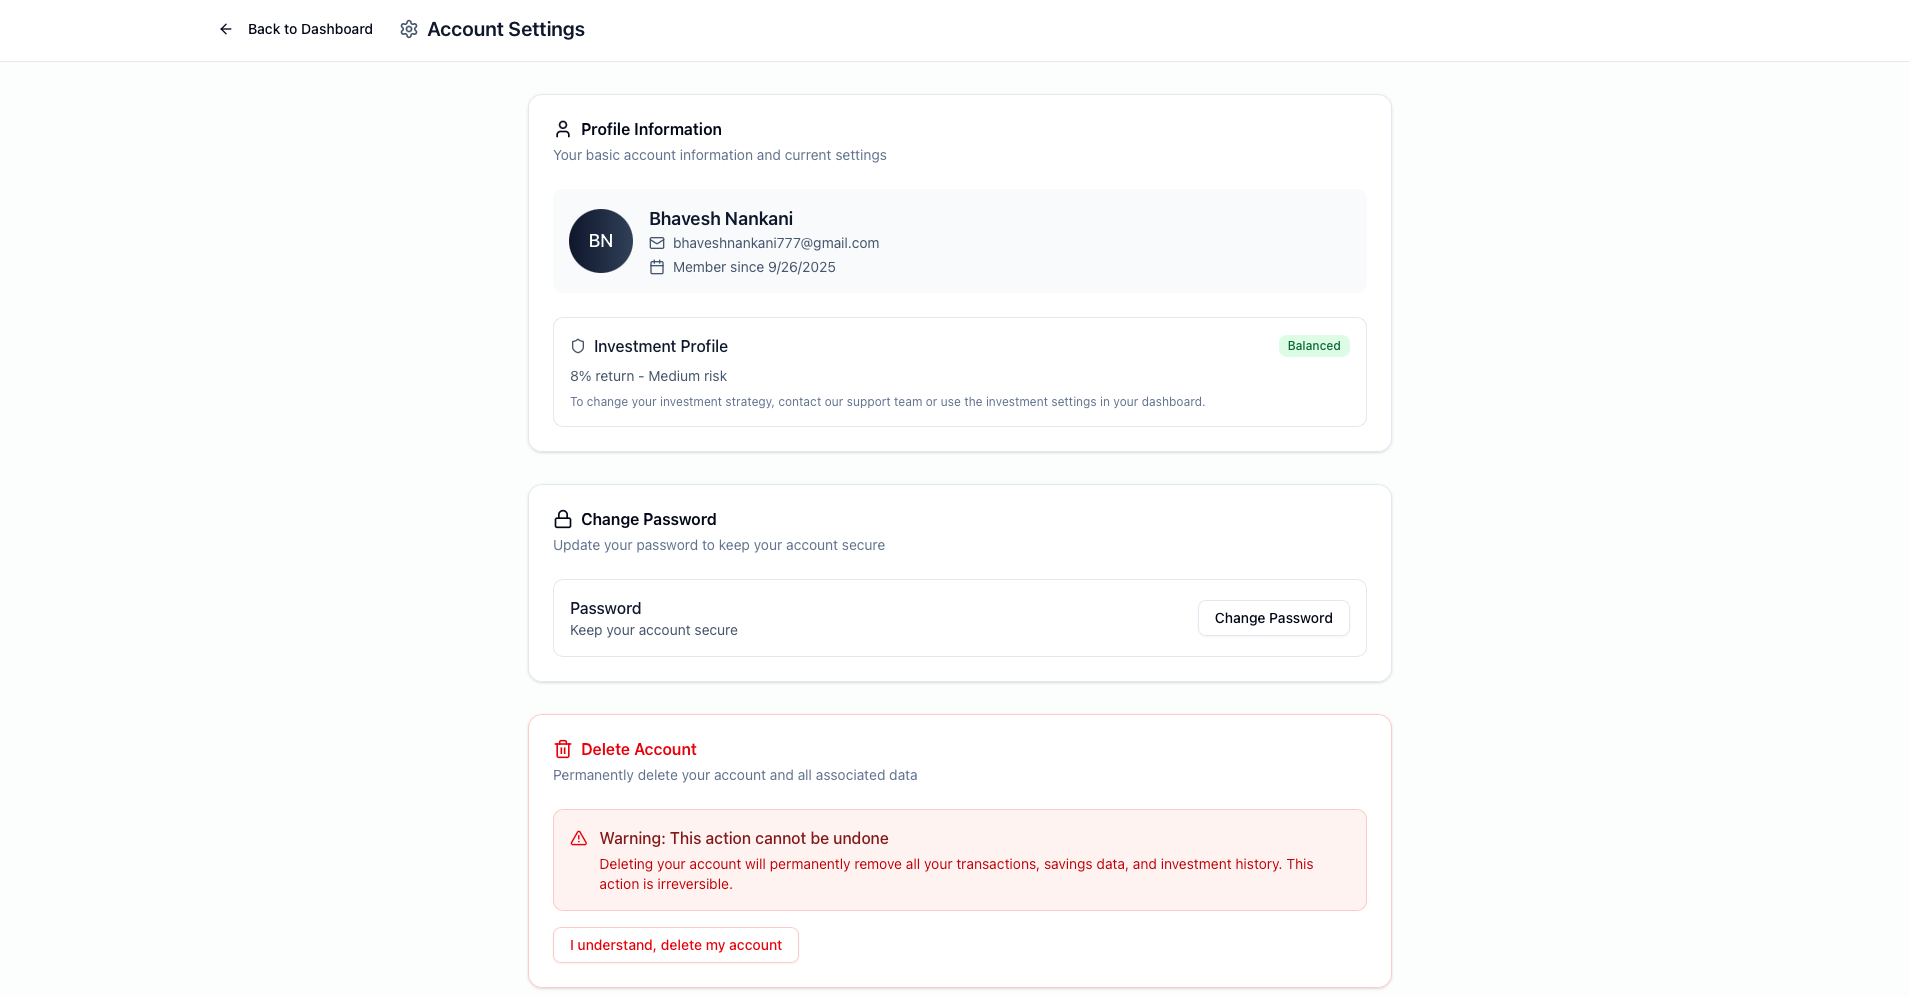 Back to Dashboard
Account Settings
Profile Information
Your basic account information and current settings
BN
Bhavesh Nankani
bhaveshnankani777@gmail.com
Member since 9/26/2025
Investment Profile
Balanced
8% return - Medium risk
To change your investment strategy, contact our support team or use the investment settings in your dashboard.
Change Password
Update your password to keep your account secure
Password
Keep your account secure
Change Password
Delete Account
Permanently delete your account and all associated data
Warning: This action cannot be undone
Deleting your account will permanently remove all your transactions, savings data, and investment history. This
action is irreversible.
I understand, delete my account